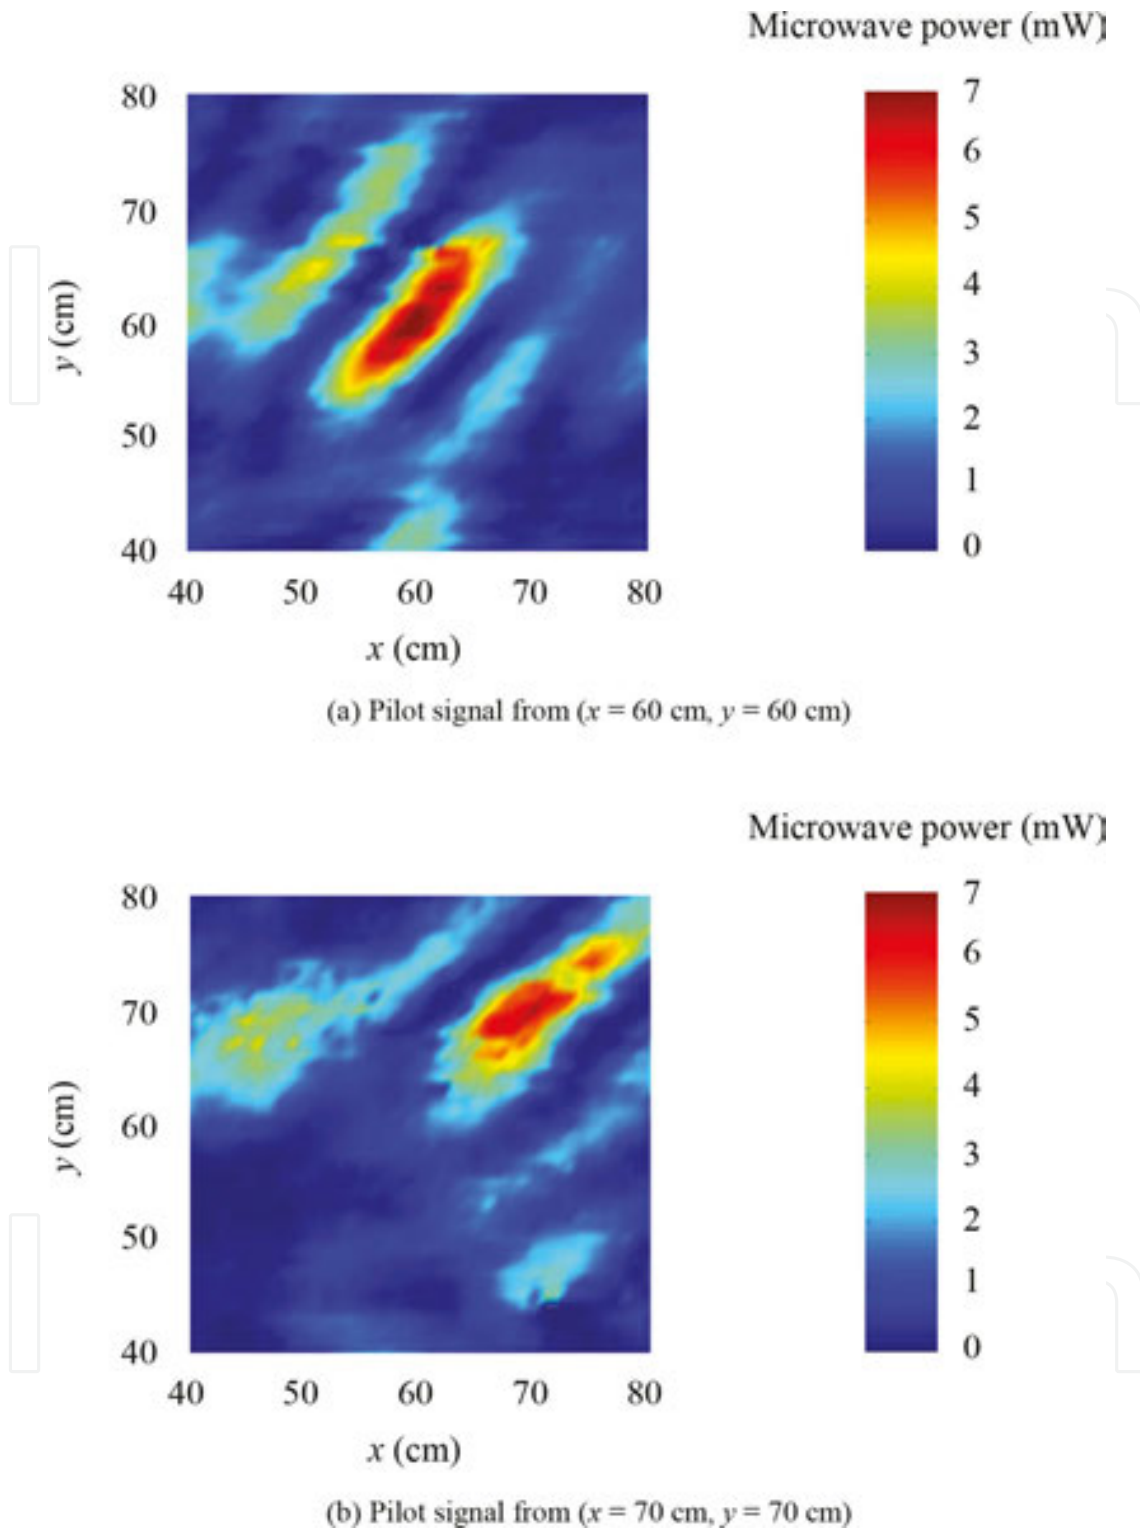 Microwave power (mW)
80
70
60
50
40
y (cm)
40 50 60 70 80
x (cm)
7
6
5
4
3
2
1
0
(a) Pilot signal from (x = 60 cm, y = 60 cm)
Microwave power (mW)
80
70
60
50
40
y (cm)
40 50 60 70 80
x (cm)
7
6
5
4
3
2
1
0
(b) Pilot signal from (x = 70 cm, y = 70 cm)